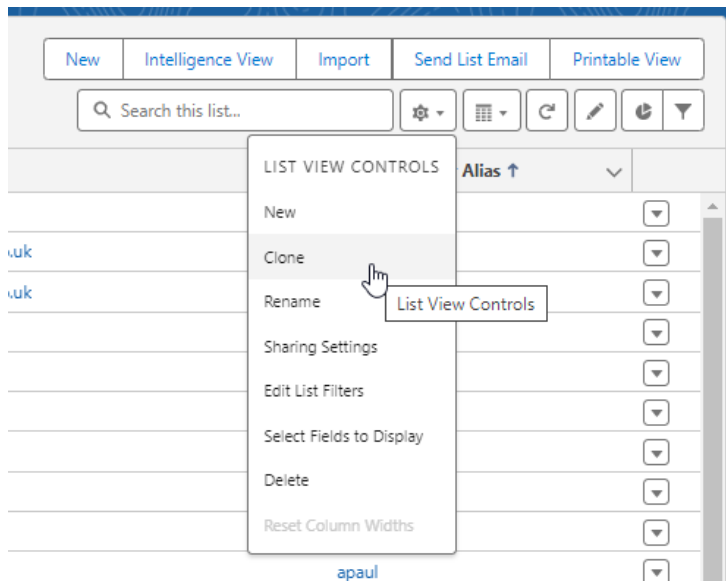 New Intelligence View Import Send List Email Printable View
Search this list...
LIST VIEW CONTROLS
Alias ↑
New
.uk
Clone
.uk
Rename
List View Controls
Sharing Settings
Edit List Filters
Select Fields to Display
Delete
Reset Column Widths
apaul